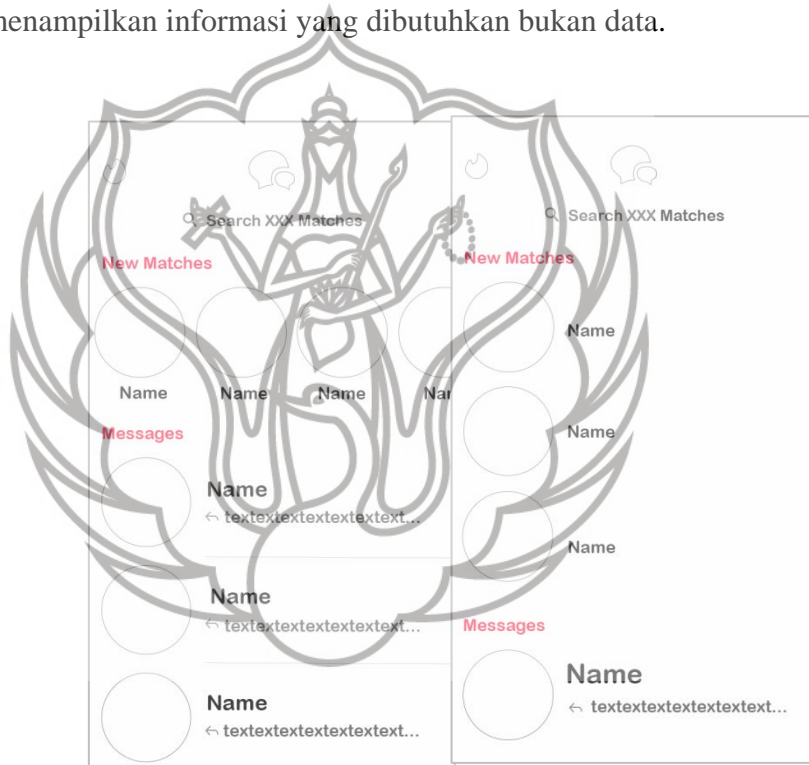 menampilkan informasi yang dibutuhkan bukan data.
Search XXX Matches
New Matches
Name Name Name
Messages
Name
textextextextextextext...
Name
textextextextextextext...
Name
textextextextextextext...
Search XXX Matches
New Matches
Name
Name
Name
Messages
Name
textextextextextextext...